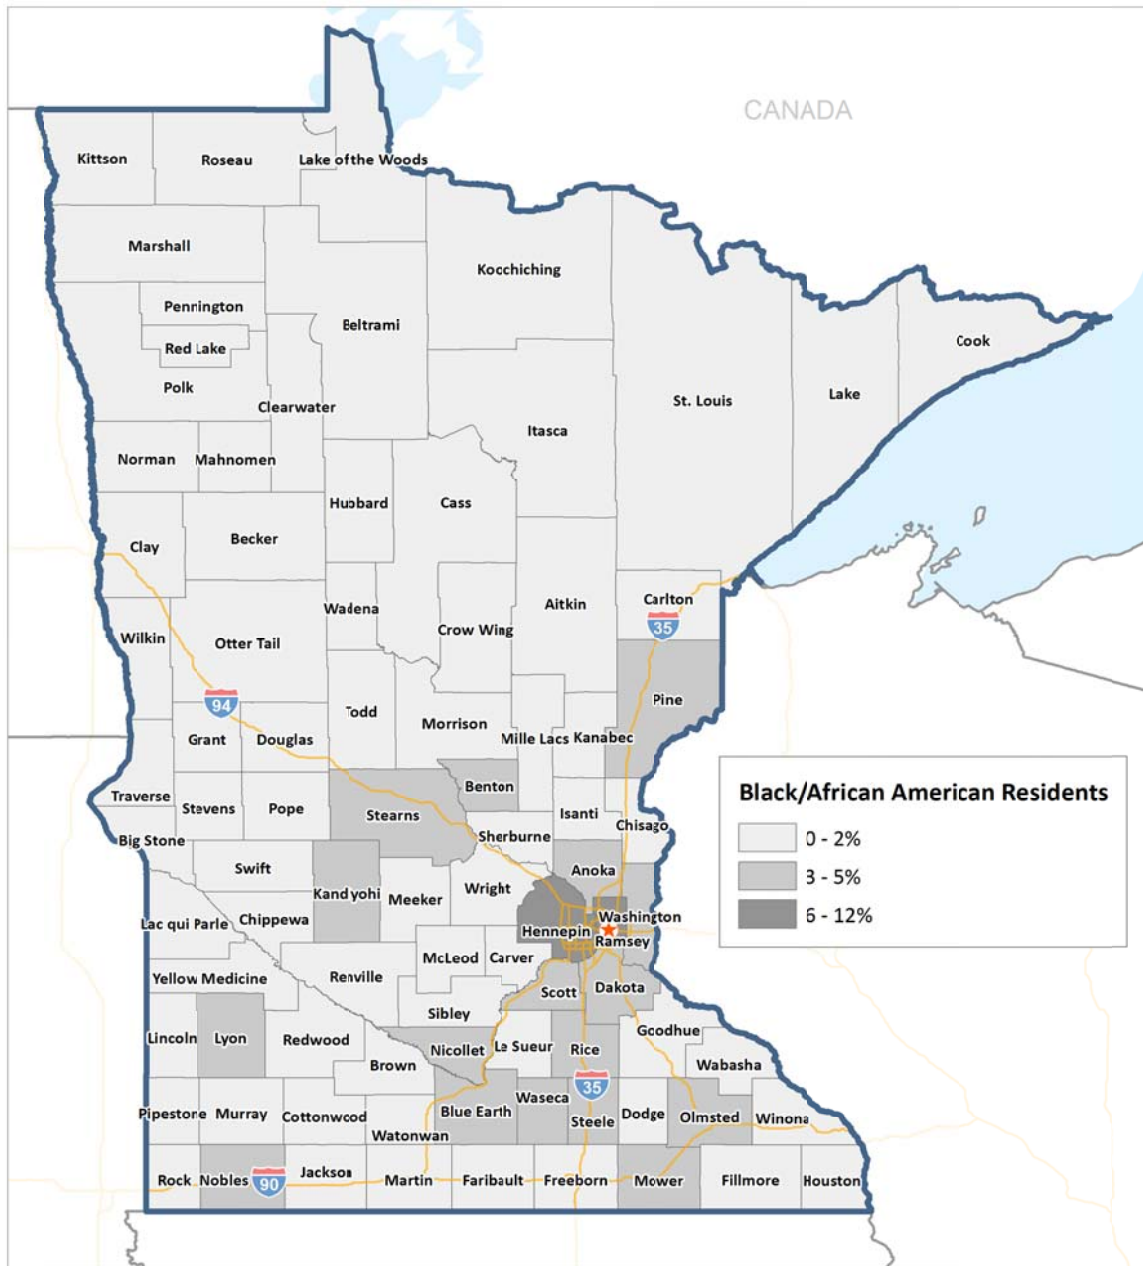 CANADA
Kittson
Roseau
Lake of the Woods
Marshall
Kocchiching
Pennington
Beltrami
Red Lake
Cook
Polk
Clearwater
St. Louis
Lake
Itasca
Norman
Mahnomen
Hubbard
Cass
Clay
Becker
Wadena
Aitkin
Carlton
35
Crow Wing
Wilkin
Otter Tail
94
Pine
Todd
Morrison
Grant
Douglas
Mille Lacs
Kanabec
Traverse
Stevens
Pope
Benton
Stearns
Isanti
Chisago
Big Stone
Sherburne
Swift
Anoka
Kandiyohi
Meeker
Wright
Lac qui Parle
Chippewa
Washington
Hennepin
Ramsey
Renville
McLeod
Carver
Yellow Medicine
Scott
Dakota
Sibley
Gcodhue
Lincoln
Lyon
Redwood
Nicollet
Le Sueur
Rice
Brown
Wabasha
35
Waseca
Pipestone
Murray
Cottonwcod
Blue Earth
Steele
Dodge
Olmsted
Winona
Watonwan
Rock
Nobles
90
Jackson
Martin
Faribault
Freeborn
Mower
Fillmore
Houston
Black/African American Residents
0 - 2%
3 - 5%
6 - 12%